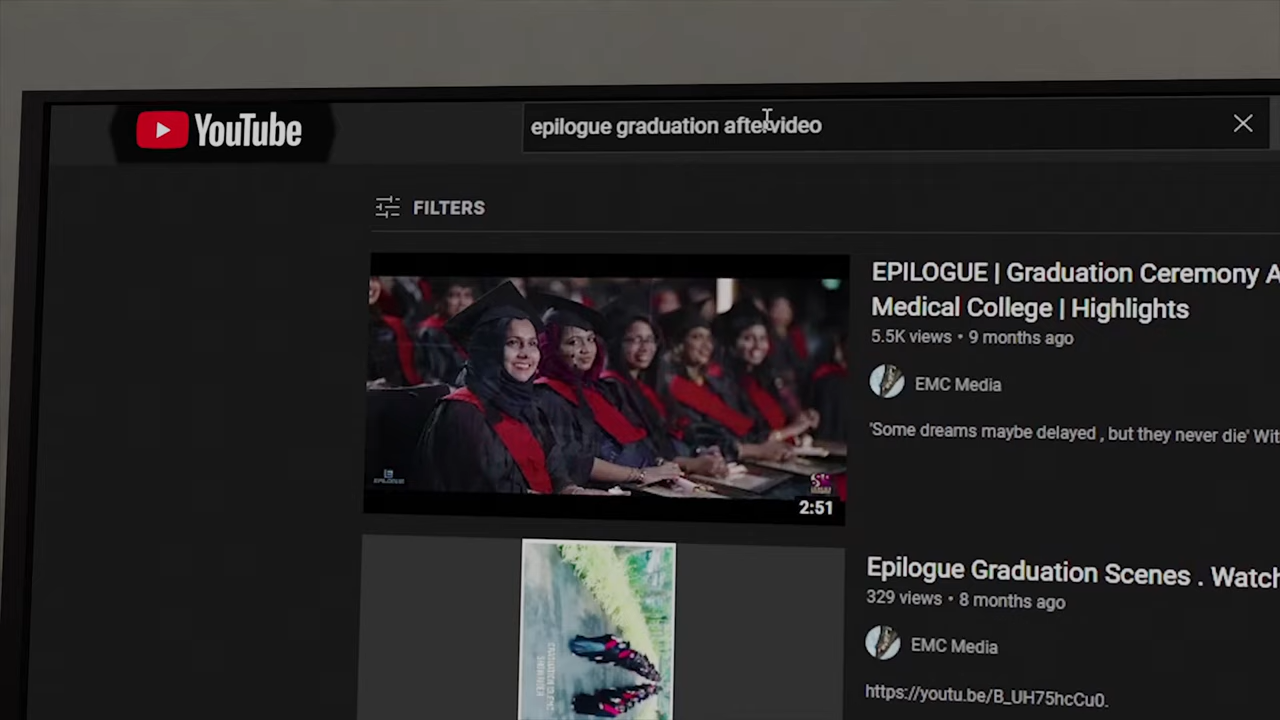 YouTube
epilogue graduation aftervideo
FILTERS
EPILOGUE | Graduation Ceremony A
Medical College | Highlights
5.5K views • 9 months ago
EMC Media
'Some dreams maybe delayed , but they never die' Wit
EPILOGUE
2:51
Epilogue Graduation Scenes . Watch
329 views • 8 months ago
EMC Media
https://youtu.be/B_UH75hcCu0.